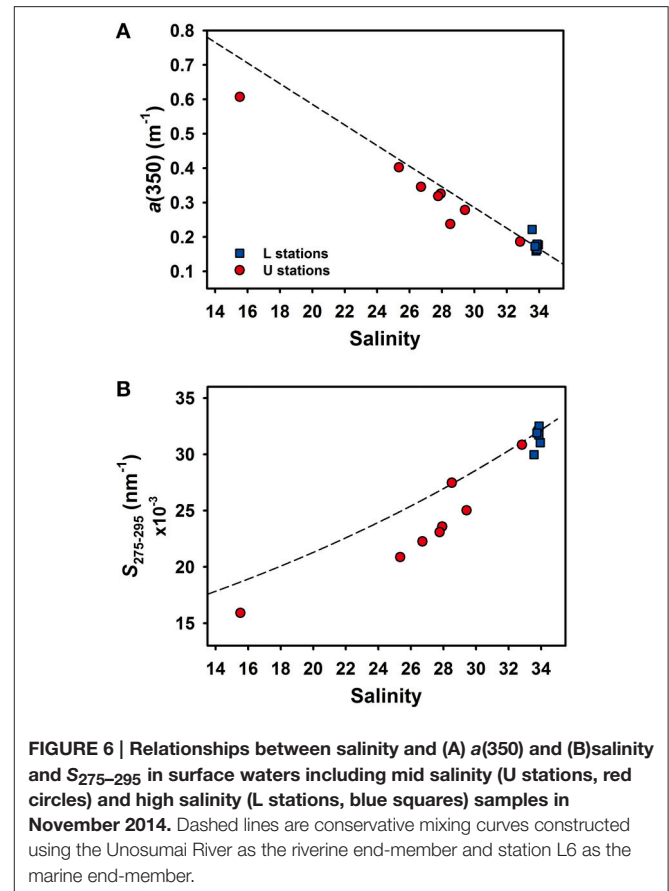 A
0.8
0.7
0.6
0.5
0.4
0.3
0.2
0.1
a(350) (m-1)
L stations
U stations
14 16 18 20 22 24 26 28 30 32 34
Salinity
B
35
30
25
20
15
S275-295 (nm-1)
x10-3
14 16 18 20 22 24 26 28 30 32 34
Salinity
FIGURE 6 | Relationships between salinity and (A) a(350) and (B)salinity
and S275–295 in surface waters including mid salinity (U stations, red
circles) and high salinity (L stations, blue squares) samples in
November 2014. Dashed lines are conservative mixing curves constructed
using the Unosumai River as the riverine end-member and station L6 as the
marine end-member.